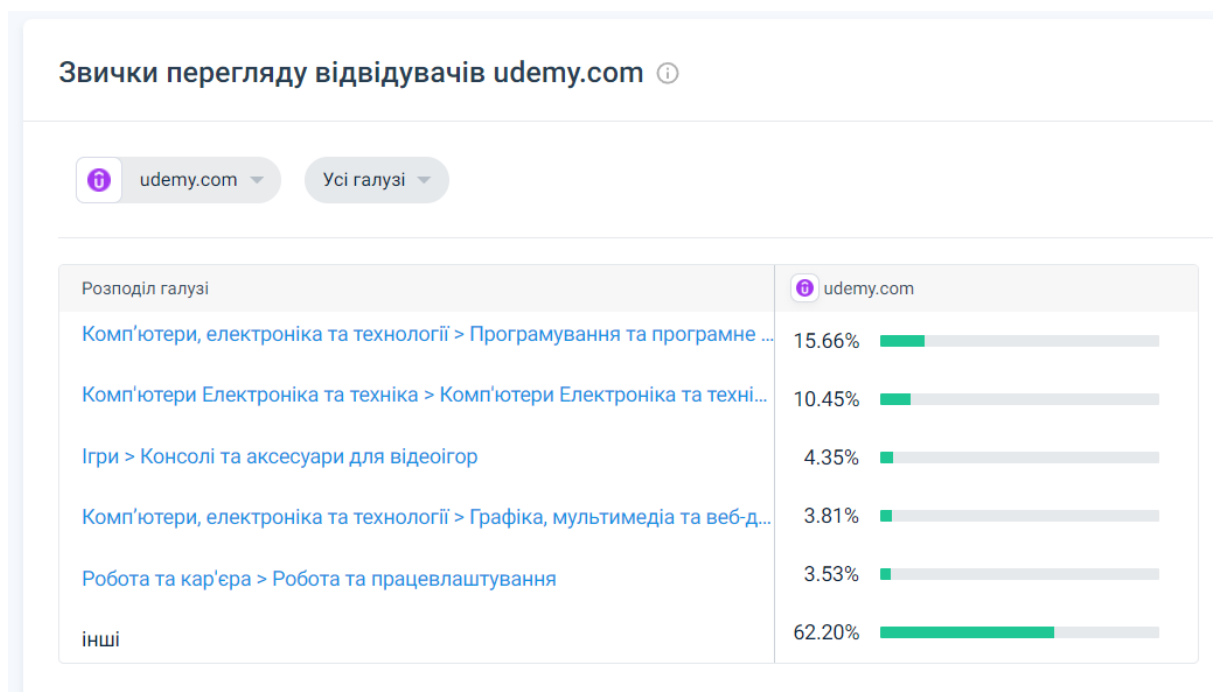 Звички перегляду відвідувачів udemy.com
udemy.com
Усі галузі
Розподіл галузі
udemy.com
Комп’ютери, електроніка та технології > Програмування та програмне ...
15.66%
Комп'ютери Електроніка та техніка > Комп'ютери Електроніка та техні...
10.45%
Ігри > Консолі та аксесуари для відеоігор
4.35%
Комп’ютери, електроніка та технології > Графіка, мультимедіа та веб-д...
3.81%
Робота та кар'єра > Робота та працевлаштування
3.53%
інші
62.20%